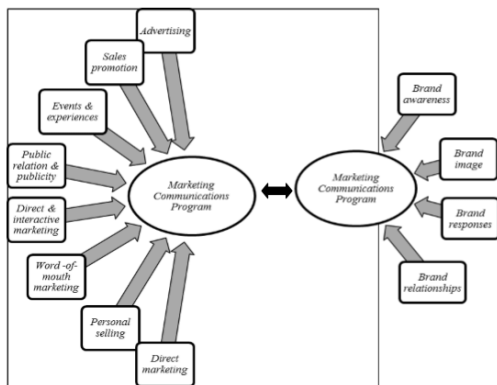 Advertising
Sales
promotion
Events &
experiences
Public
relation &
publicity
Direct &
interactive
marketing
Word -of-
mouth
marketing
Personal
selling
Direct
marketing
Marketing
Communications
Program
Marketing
Communications
Program
Brand
awareness
Brand
image
Brand
responses
Brand
relationships